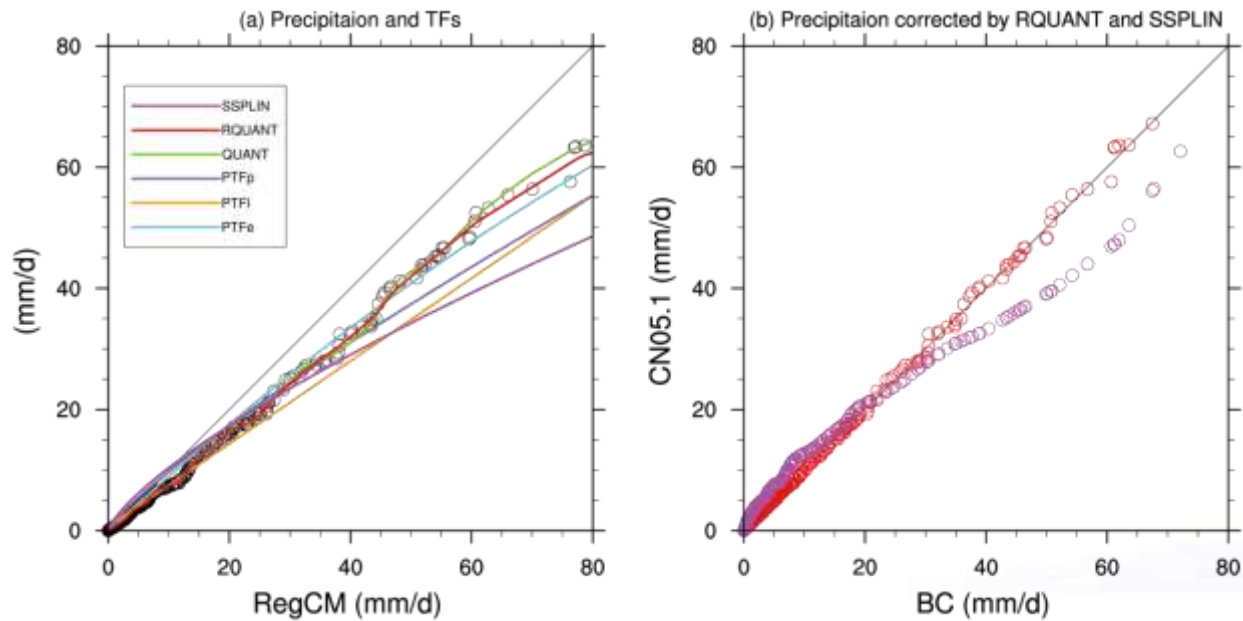 (a) Precipitaion and TFs
80
60
40
20
0
(mm/d)
SSPLIN
RQUANT
QUANT
PTFp
PTFl
PTFe
0 20 40 60 80
RegCM (mm/d)
(b) Precipitaion corrected by RQUANT and SSPLIN
80
60
40
20
0
CN05.1 (mm/d)
0 20 40 60 80
BC (mm/d)